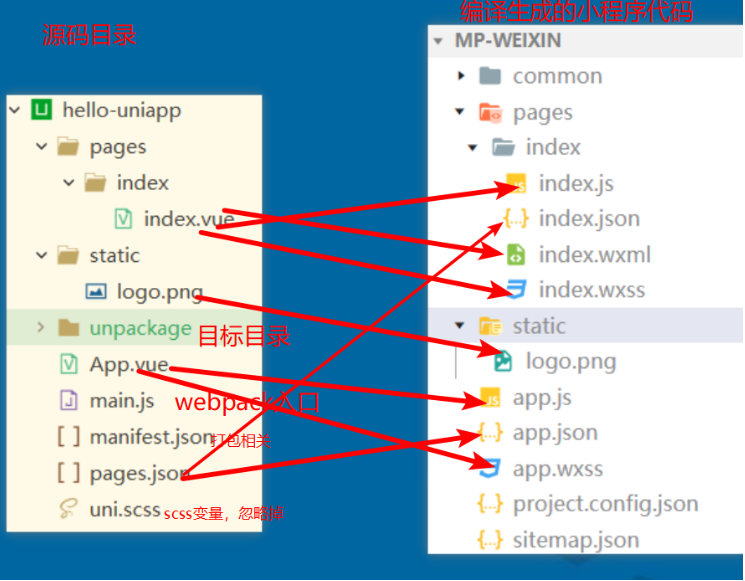 源码目录
hello-uniapp
pages
index
index.vue
static
logo.png
unpackage 目标目录
App.vue
main.js webpack入口
manifest.json 打包相关
pages.json
uni.scss scss变量，忽略掉
编译生成的小程序代码
MP-WEIXIN
common
pages
index
index.js
index.json
index.wxml
index.wxss
static
logo.png
app.js
app.json
app.wxss
project.config.json
sitemap.json